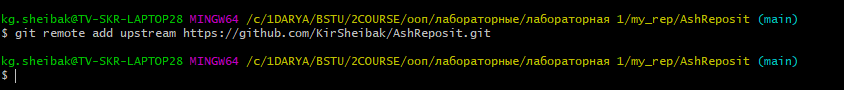 kg.sheibak@TV-SKR-LAPTOP28 MINGW64 /c/1DARYA/BSTU/2COURSE/ооп/лабораторные/лабораторная 1/my_rep/AshReposit (main)
$ git remote add upstream https://github.com/KirSheibak/AshReposit.git
kg.sheibak@TV-SKR-LAPTOP28 MINGW64 /c/1DARYA/BSTU/2COURSE/ооп/лабораторные/лабораторная 1/my_rep/AshReposit (main)
$